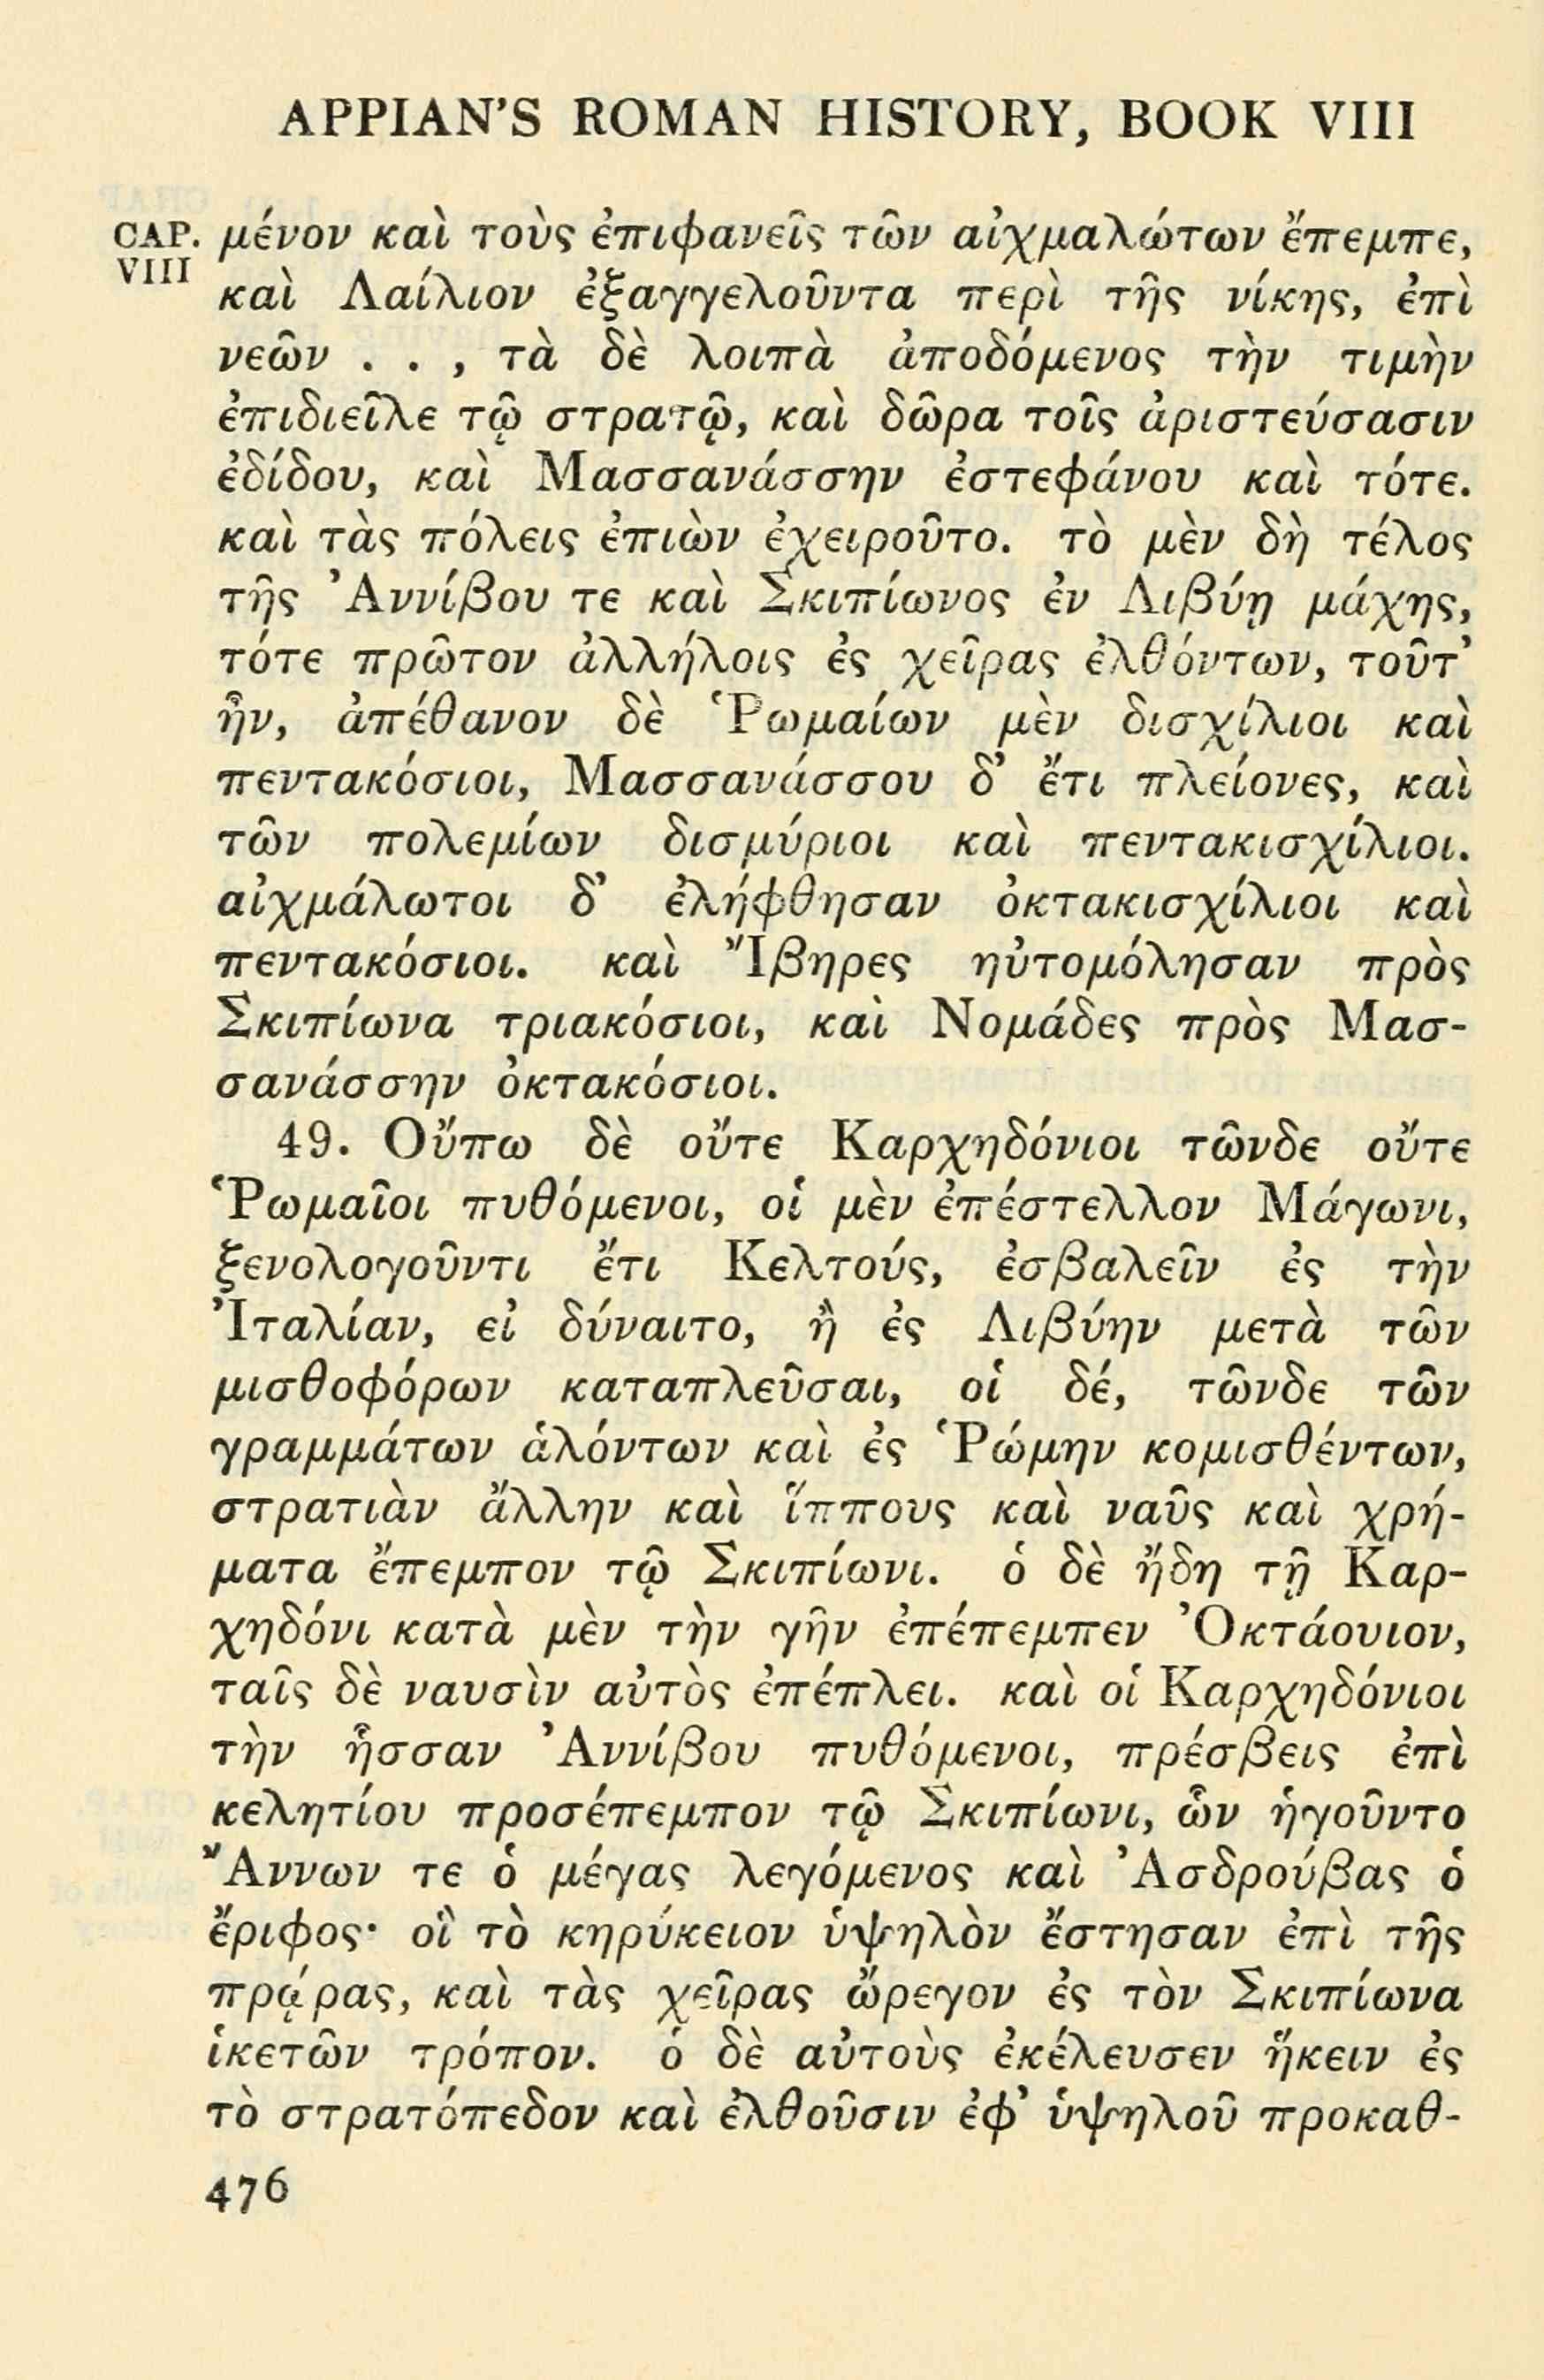 APPIAN'S ROMAN HISTORY, BOOK VIII
CAP. VIII
μένον καὶ τοὺς ἐπιφανεῖς τῶν αἰχμαλώτων ἔπεμπε,
καὶ Λαίλιον ἐξαγγελοῦντα περὶ τῆς νίκης, ἐπὶ
νεῶν . . , τὰ δὲ λοιπὰ ἀποδόμενος τὴν τιμὴν
ἐπιδιεῖλε τῷ στρατῷ, καὶ δῶρα τοῖς ἀριστεύσασιν
ἐδίδου, καὶ Μασσανάσσην ἐστεφάνου καὶ τότε.
καὶ τὰς πόλεις ἐπιὼν ἐχειροῦτο. τὸ μὲν δὴ τέλος
τῆς Ἀννίβου τε καὶ Σκιπίωνος ἐν Λιβύῃ μάχης,
τότε πρῶτον ἀλλήλοις ἐς χεῖρας ἐλθόντων, τοῦτ’
ἦν, ἀπέθανον δὲ Ῥωμαίων μὲν δισχίλιοι καὶ
πεντακόσιοι, Μασσανάσσου δ’ ἔτι πλείονες, καὶ
τῶν πολεμίων δισμύριοι καὶ πεντακισχίλιοι.
αἰχμάλωτοι δ’ ἐλήφθησαν ὀκτακισχίλιοι καὶ
πεντακόσιοι. καὶ Ἴβηρες ηὐτομόλησαν πρὸς
Σκιπίωνα τριακόσιοι, καὶ Νομάδες πρὸς Μασ-
σανάσσην ὀκτακόσιοι.
49. Οὔπω δὲ οὔτε Καρχηδόνιοι τῶνδε οὔτε
Ῥωμαῖοι πυθόμενοι, οἱ μὲν ἐπέστελλον Μάγωνι,
ξενολογοῦντι ἔτι Κελτούς, ἐσβαλεῖν ἐς τὴν
Ἰταλίαν, εἰ δύναιτο, ἢ ἐς Λιβύην μετὰ τῶν
μισθοφόρων καταπλεῦσαι, οἱ δέ, τῶνδε τῶν
γραμμάτων ἁλόντων καὶ ἐς Ῥώμην κομισθέντων,
στρατιὰν ἄλλην καὶ ἵππους καὶ ναῦς καὶ χρή-
ματα ἔπεμπον τῷ Σκιπίωνι. ὁ δὲ ἤδη τῇ Καρ-
χηδόνι κατὰ μὲν τὴν γῆν ἐπέπεμπεν Ὀκτάουιον,
ταῖς δὲ ναυσὶν αὐτὸς ἐπέπλει. καὶ οἱ Καρχηδόνιοι
τὴν ἧσσαν Ἀννίβου πυθόμενοι, πρέσβεις ἐπὶ
κελητίου προσέπεμπον τῷ Σκιπίωνι, ὧν ἡγοῦντο
Ἄννων τε ὁ μέγας λεγόμενος καὶ Ἀσδρούβας ὁ
ἔριφος· οἳ τὸ κηρύκειον ὑψηλὸν ἔστησαν ἐπὶ τῆς
πρᾴρας, καὶ τὰς χεῖρας ὤρεγον ἐς τὸν Σκιπίωνα
ἱκετῶν τρόπον. ὁ δὲ αὐτοὺς ἐκέλευσεν ἥκειν ἐς
τὸ στρατόπεδον καὶ ἐλθοῦσιν ἐφ’ ὑψηλοῦ προκαθ-
476